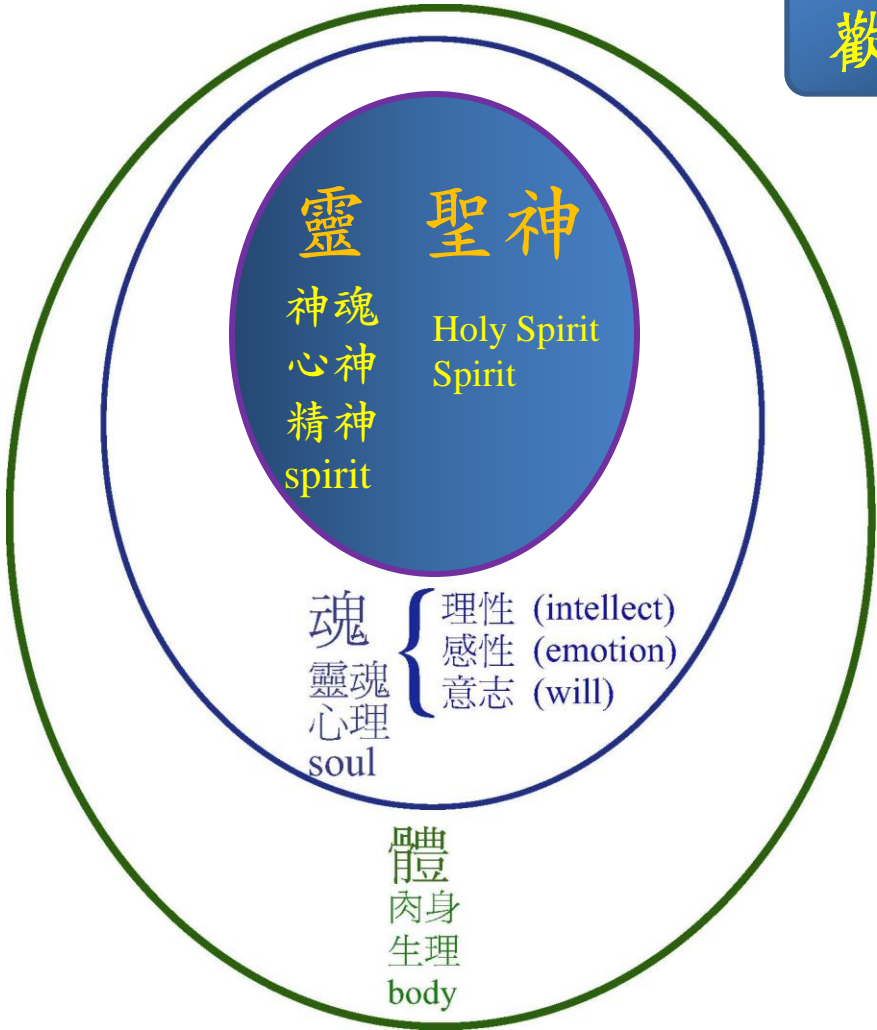 歡
靈 聖神
神魂
心神
精神
spirit
Holy Spirit
Spirit
魂
靈魂
心理
soul
理性 (intellect)
感性 (emotion)
意志 (will)
體
肉身
生理
body